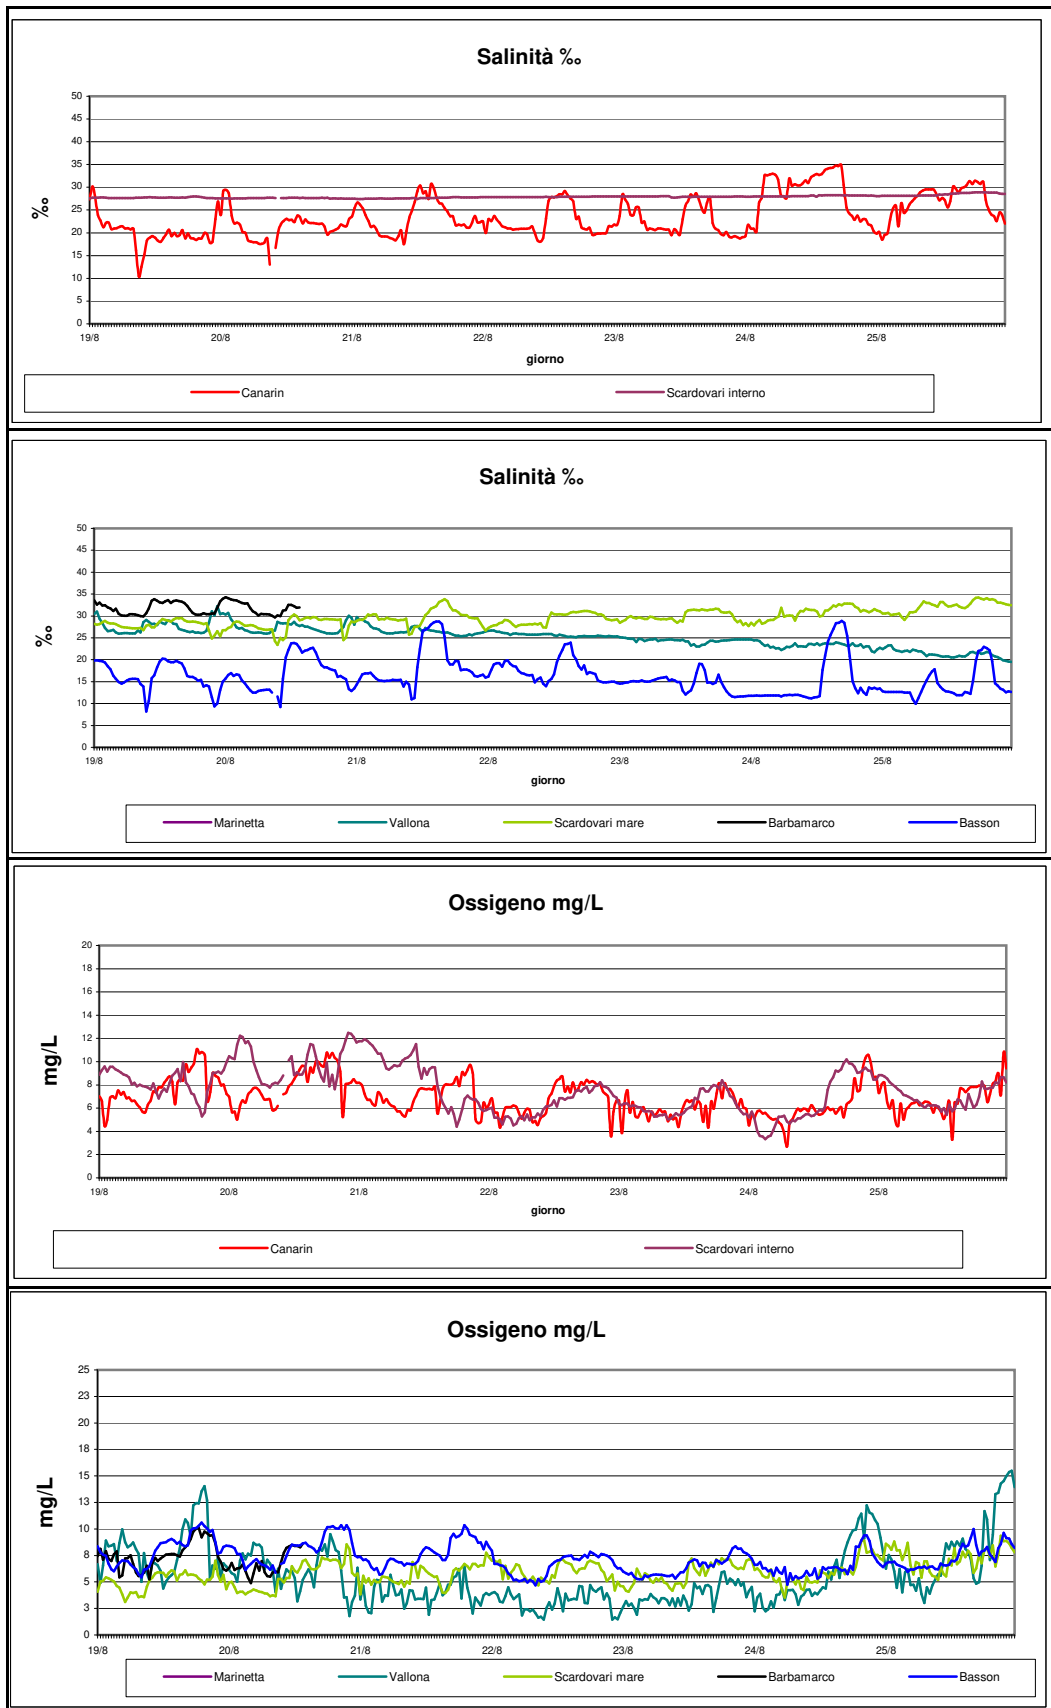 Salinità ‰
50
45
40
35
30
25
20
15
10
5
0
‰
19/8 20/8 21/8 22/8 23/8 24/8 25/8
giorno
Canarin Scardovari interno
Salinità ‰
50
45
40
35
30
25
20
15
10
5
0
‰
19/8 20/8 21/8 22/8 23/8 24/8 25/8
giorno
Marinetta Vallona Scardovari mare Barbamarco Basson
Ossigeno mg/L
20
18
16
14
12
10
8
6
4
2
0
mg/L
19/8 20/8 21/8 22/8 23/8 24/8 25/8
giorno
Canarin Scardovari interno
Ossigeno mg/L
25
23
20
18
15
13
10
8
5
3
0
mg/L
19/8 20/8 21/8 22/8 23/8 24/8 25/8
Marinetta Vallona Scardovari mare Barbamarco Basson